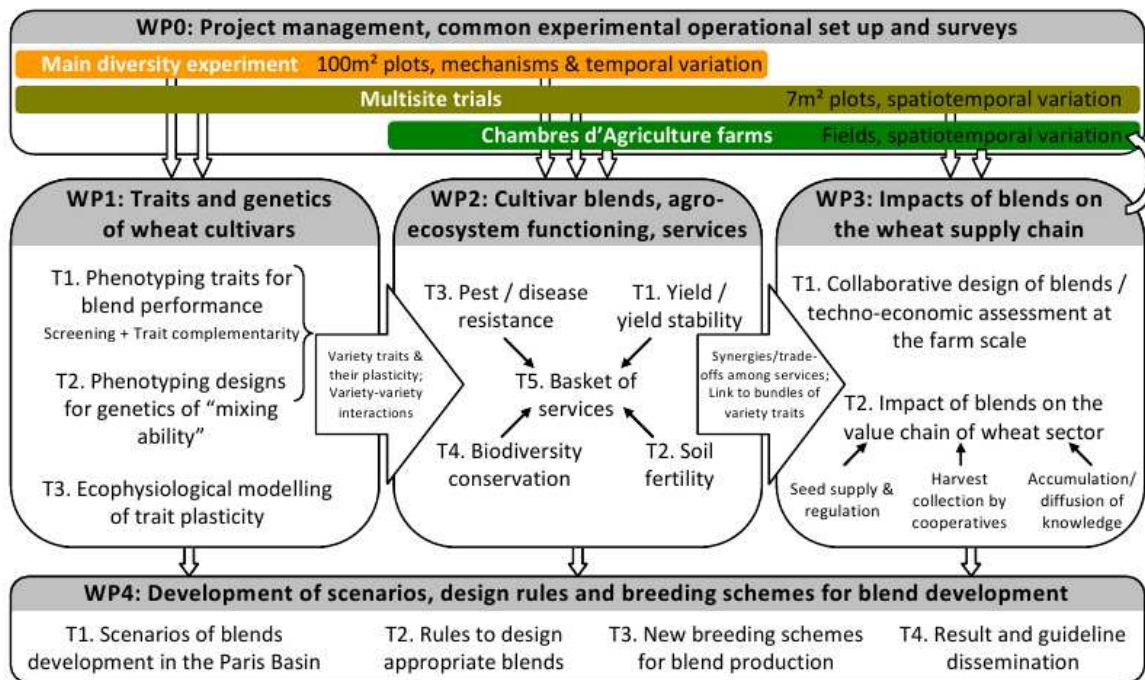 WP0: Project management, common experimental operational set up and surveys
Main diversity experiment 100m² plots, mechanisms & temporal variation
Multisite trials 7m² plots, spatiotemporal variation
Chambres d'Agriculture farms Fields, spatiotemporal variation
WP1: Traits and genetics
of wheat cultivars
T1. Phenotyping traits for
blend performance
Screening + Trait complementarity
T2. Phenotyping designs
for genetics of "mixing
ability"
T3. Ecophysiological modelling
of trait plasticity
Variety traits &
their plasticity;
Variety-variety
interactions
WP2: Cultivar blends, agro-
ecosystem functioning, services
T3. Pest / disease
resistance
T1. Yield /
yield stability
T5. Basket of
services
T4. Biodiversity
conservation
T2. Soil
fertility
Synergies/trade-
offs among services;
Link to bundles of
variety traits
WP3: Impacts of blends on
the wheat supply chain
T1. Collaborative design of blends /
techno-economic assessment at
the farm scale
T2. Impact of blends on the
value chain of wheat sector
Seed supply &
regulation
Harvest
collection by
cooperatives
Accumulation/
diffusion of
knowledge
WP4: Development of scenarios, design rules and breeding schemes for blend development
T1. Scenarios of blends
development in the Paris Basin
T2. Rules to design
appropriate blends
T3. New breeding schemes
for blend production
T4. Result and guideline
dissemination